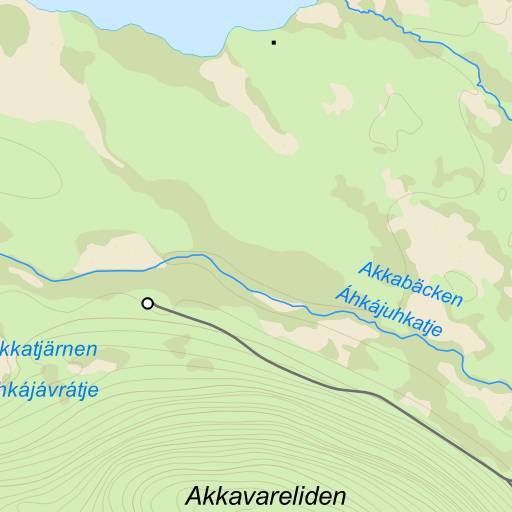 Akkabäcken
Áhkájuhkatje
kkatjärnen
hkájávrátje
Akkavareliden